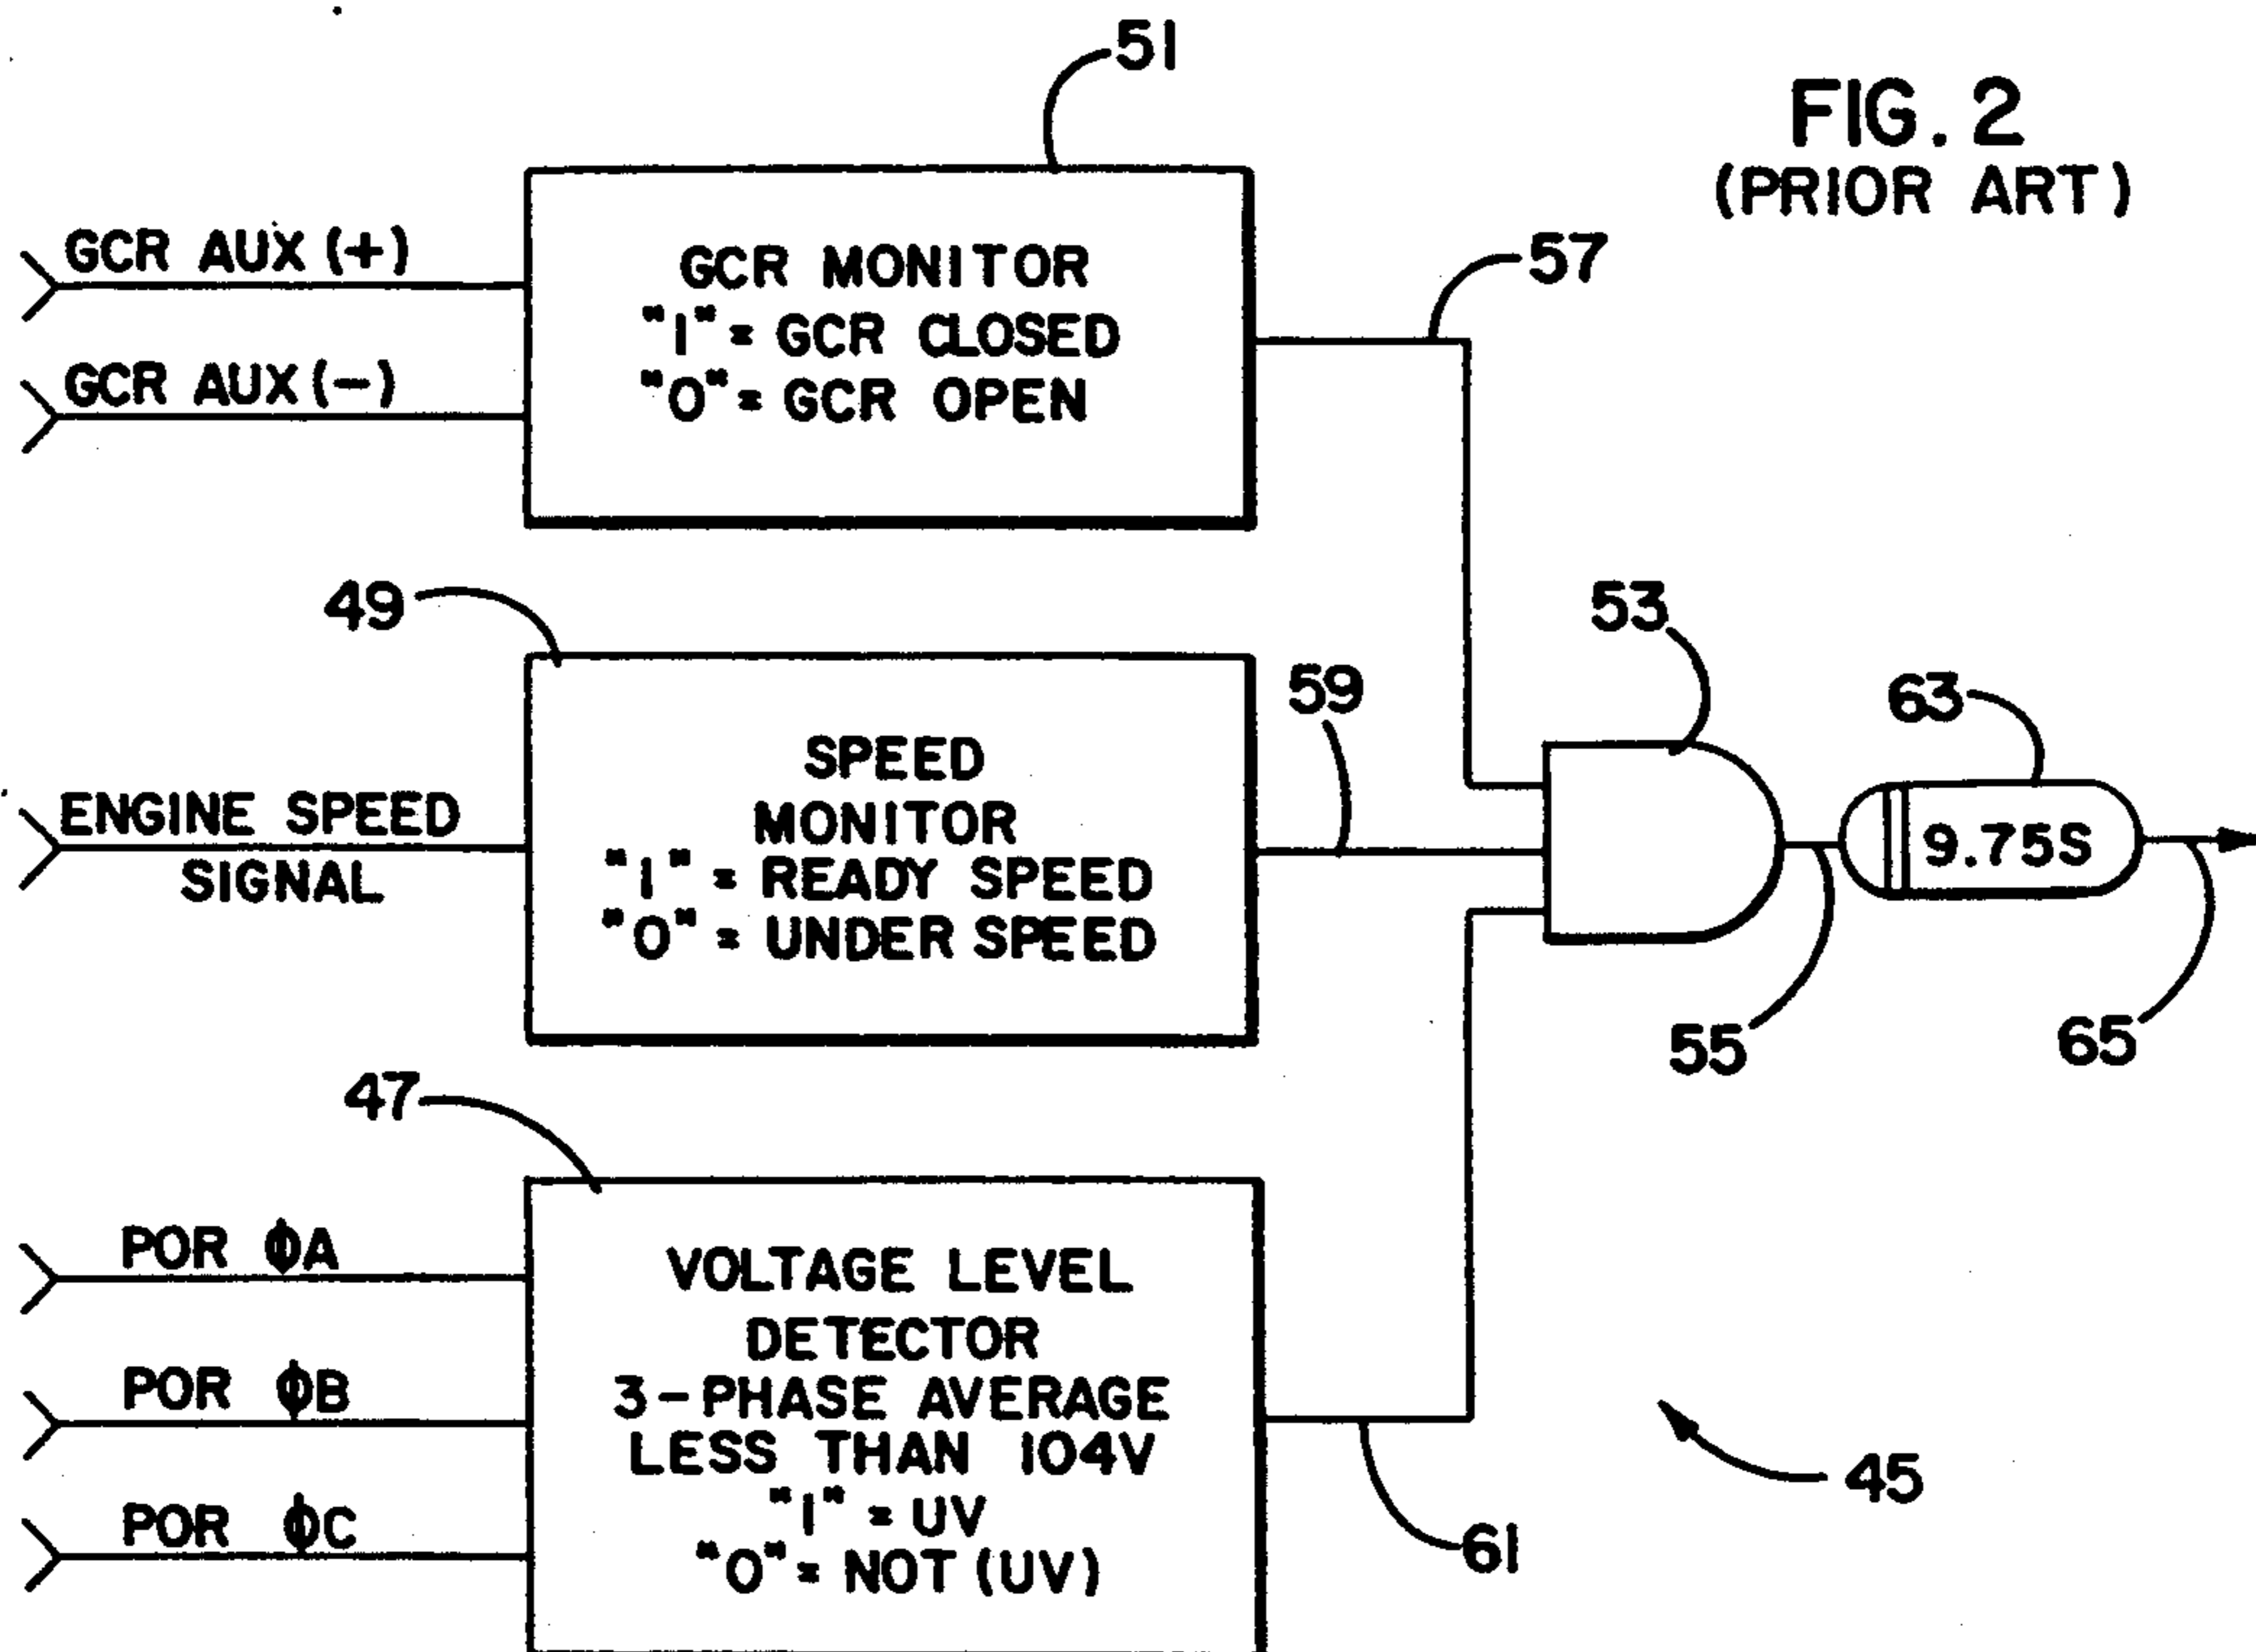 51
FIG. 2
(PRIOR ART)
GCR AUX (+)
GCR AUX (-)
GCR MONITOR
"1" = GCR CLOSED
"0" = GCR OPEN
57
49
ENGINE SPEED
SIGNAL
SPEED
MONITOR
"1" = READY SPEED
"0" = UNDER SPEED
59
53
63
9.75S
55
65
47
POR ΦA
POR ΦB
POR ΦC
VOLTAGE LEVEL
DETECTOR
3-PHASE AVERAGE
LESS THAN 104V
"1" = UV
"0" = NOT (UV)
61
45